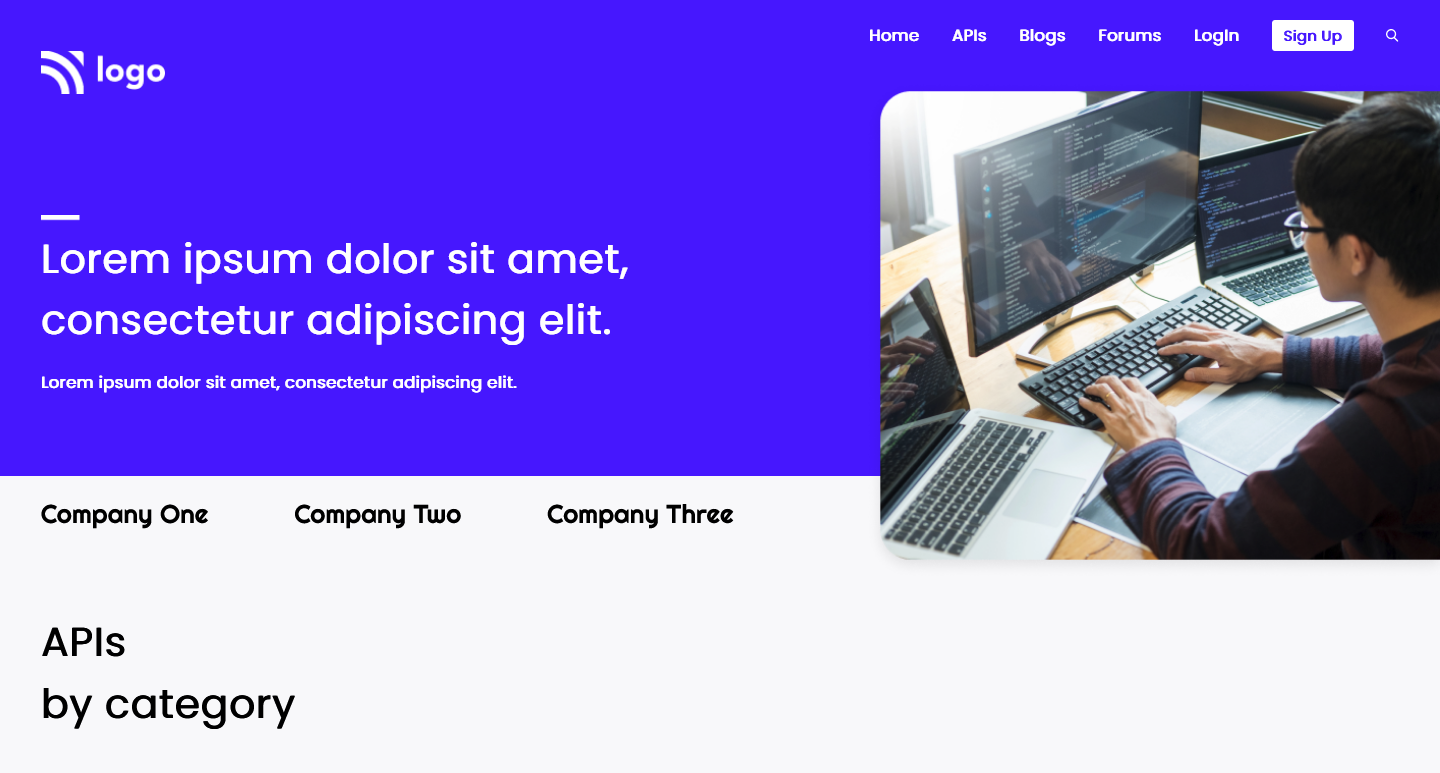 Home APIs Blogs Forums LogIn Sign Up
logo
Lorem ipsum dolor sit amet,
consectetur adipiscing elit.
Lorem ipsum dolor sit amet, consectetur adipiscing elit.
Company One Company Two Company Three
APIs
by category